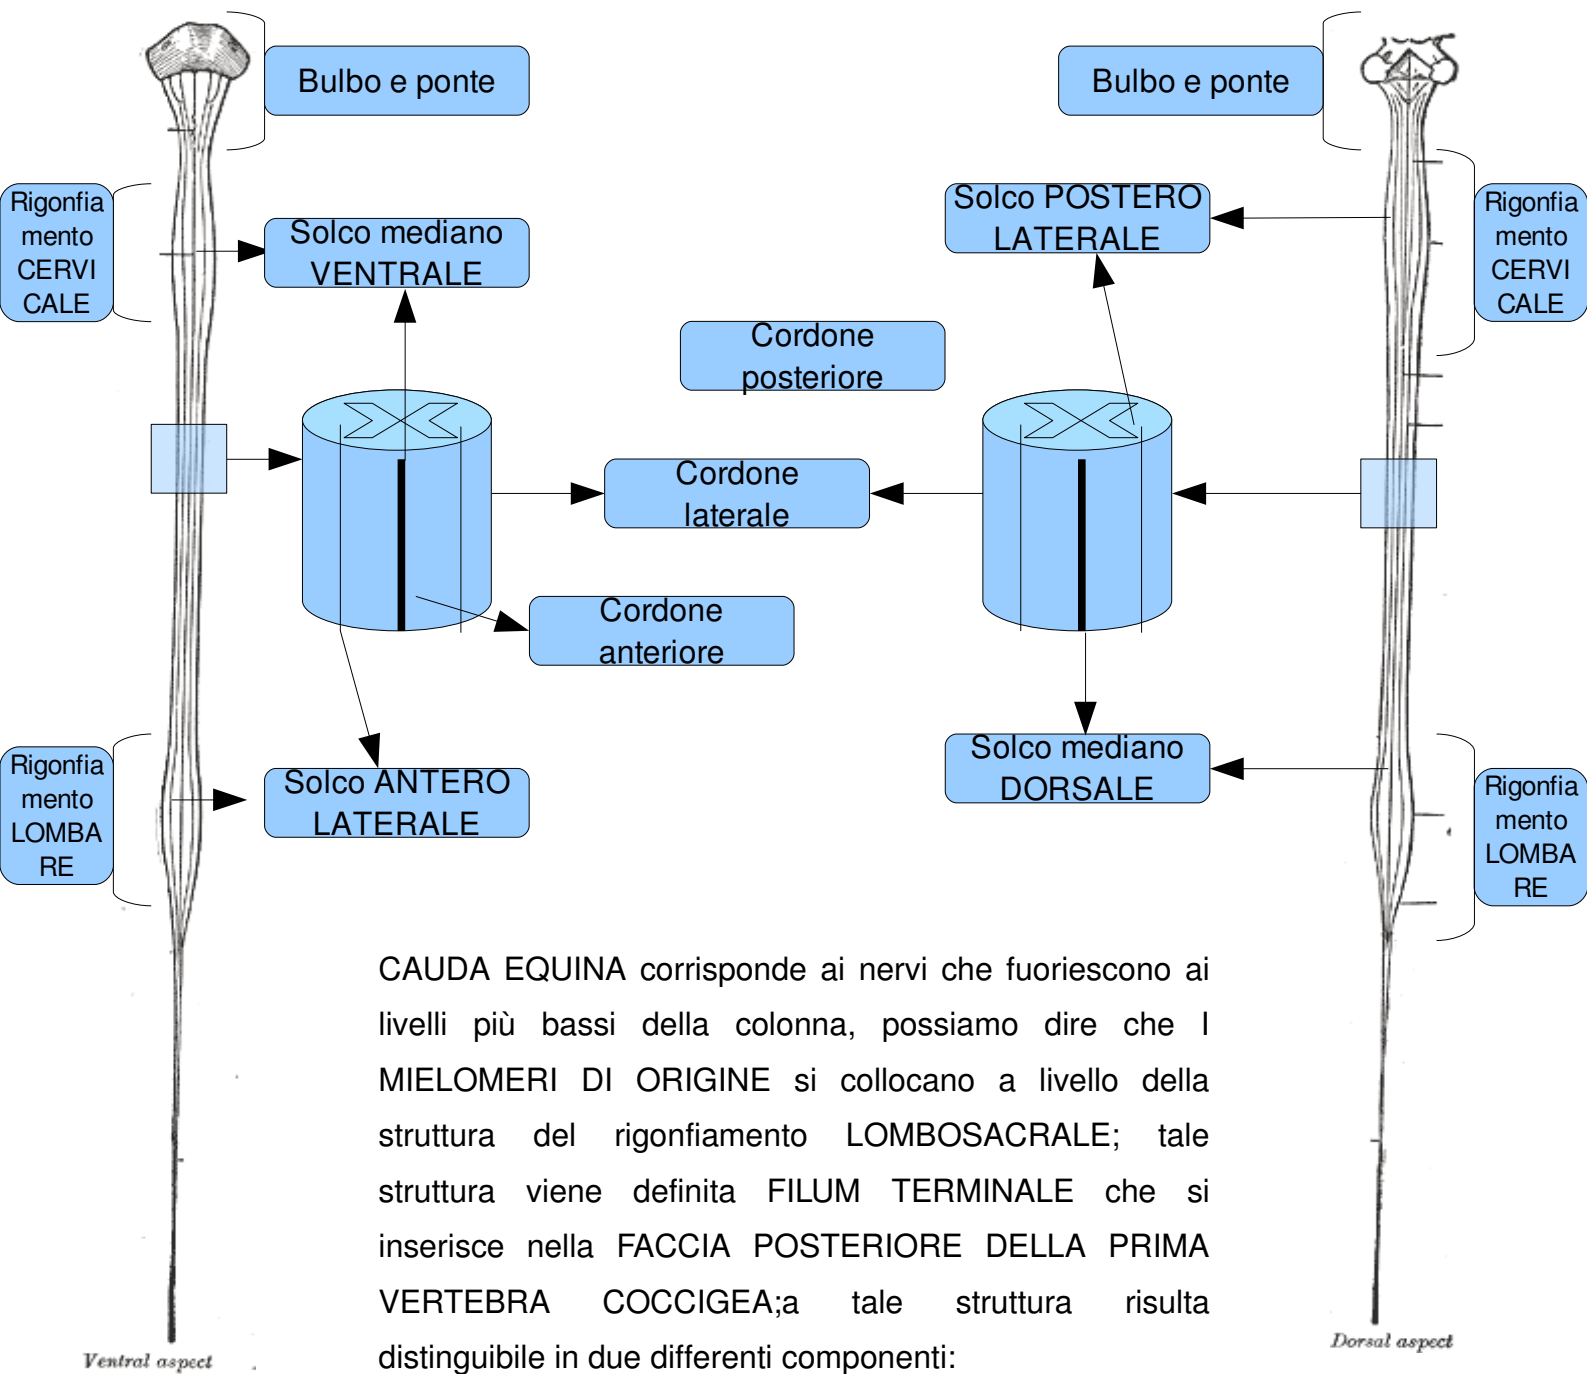 Bulbo e ponte
Bulbo e ponte
Rigonfia
mento
CERVI
CALE
Solco mediano
VENTRALE
Solco POSTERO
LATERALE
Rigonfia
mento
CERVI
CALE
Cordone
posteriore
Cordone
laterale
Cordone
anteriore
Rigonfia
mento
LOMBA
RE
Solco ANTERO
LATERALE
Solco mediano
DORSALE
Rigonfia
mento
LOMBA
RE
CAUDA EQUINA corrisponde ai nervi che fuoriescono ai
livelli più bassi della colonna, possiamo dire che I
MIELOMERI DI ORIGINE si collocano a livello della
struttura del rigonfiamento LOMBOSACRALE; tale
struttura viene definita FILUM TERMINALE che si
inserisce nella FACCIA POSTERIORE DELLA PRIMA
VERTEBRA COCCIGEA;a tale struttura risulta
distinguibile in due differenti componenti:
Ventral aspect
Dorsal aspect